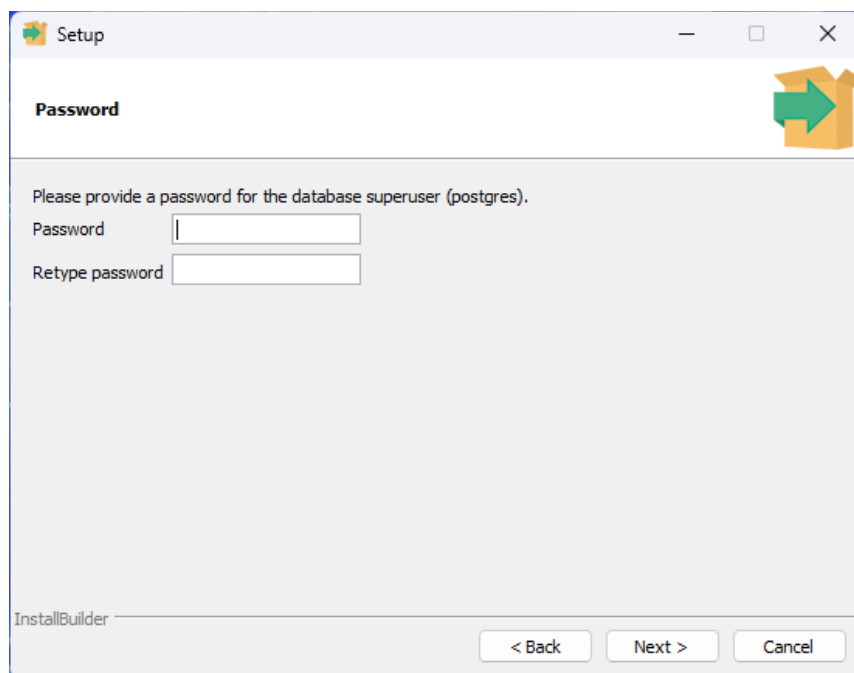 Setup
Password
Please provide a password for the database superuser (postgres).
Password
Retype password
InstallBuilder
< Back
Next >
Cancel